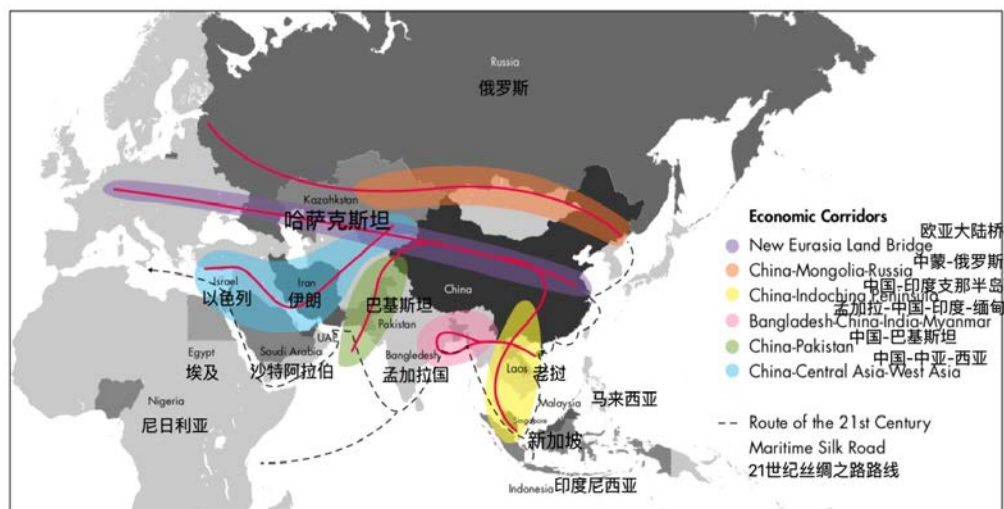 Russia
俄罗斯
Kazahkstan
哈萨克斯坦
Israel
以色列
Iran
伊朗
China
巴基斯坦
Pakistan
UAE
Egypt
埃及
Saudi Arabia
沙特阿拉伯
Bangledesh
孟加拉国
Laos
老挝
Nigeria
尼日利亚
Malaysia
马来西亚
Singapore
新加坡
Indonesia 印度尼西亚
Economic Corridors
欧亚大陆桥
New Eurasia Land Bridge
中蒙-俄罗斯
China-Mongolia-Russia
中国-印度支那半岛
China-Indochina Peninsula
孟加拉-中国-印度-缅甸
Bangladesh-China-India-Myanmar
中国-巴基斯坦
China-Pakistan
中国-中亚-西亚
China-Central Asia-West Asia
Route of the 21st Century
Maritime Silk Road
21世纪丝绸之路路线